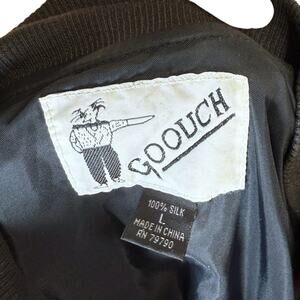 GOOUCH
100% SILK
L
MADE IN CHINA
RN 79790